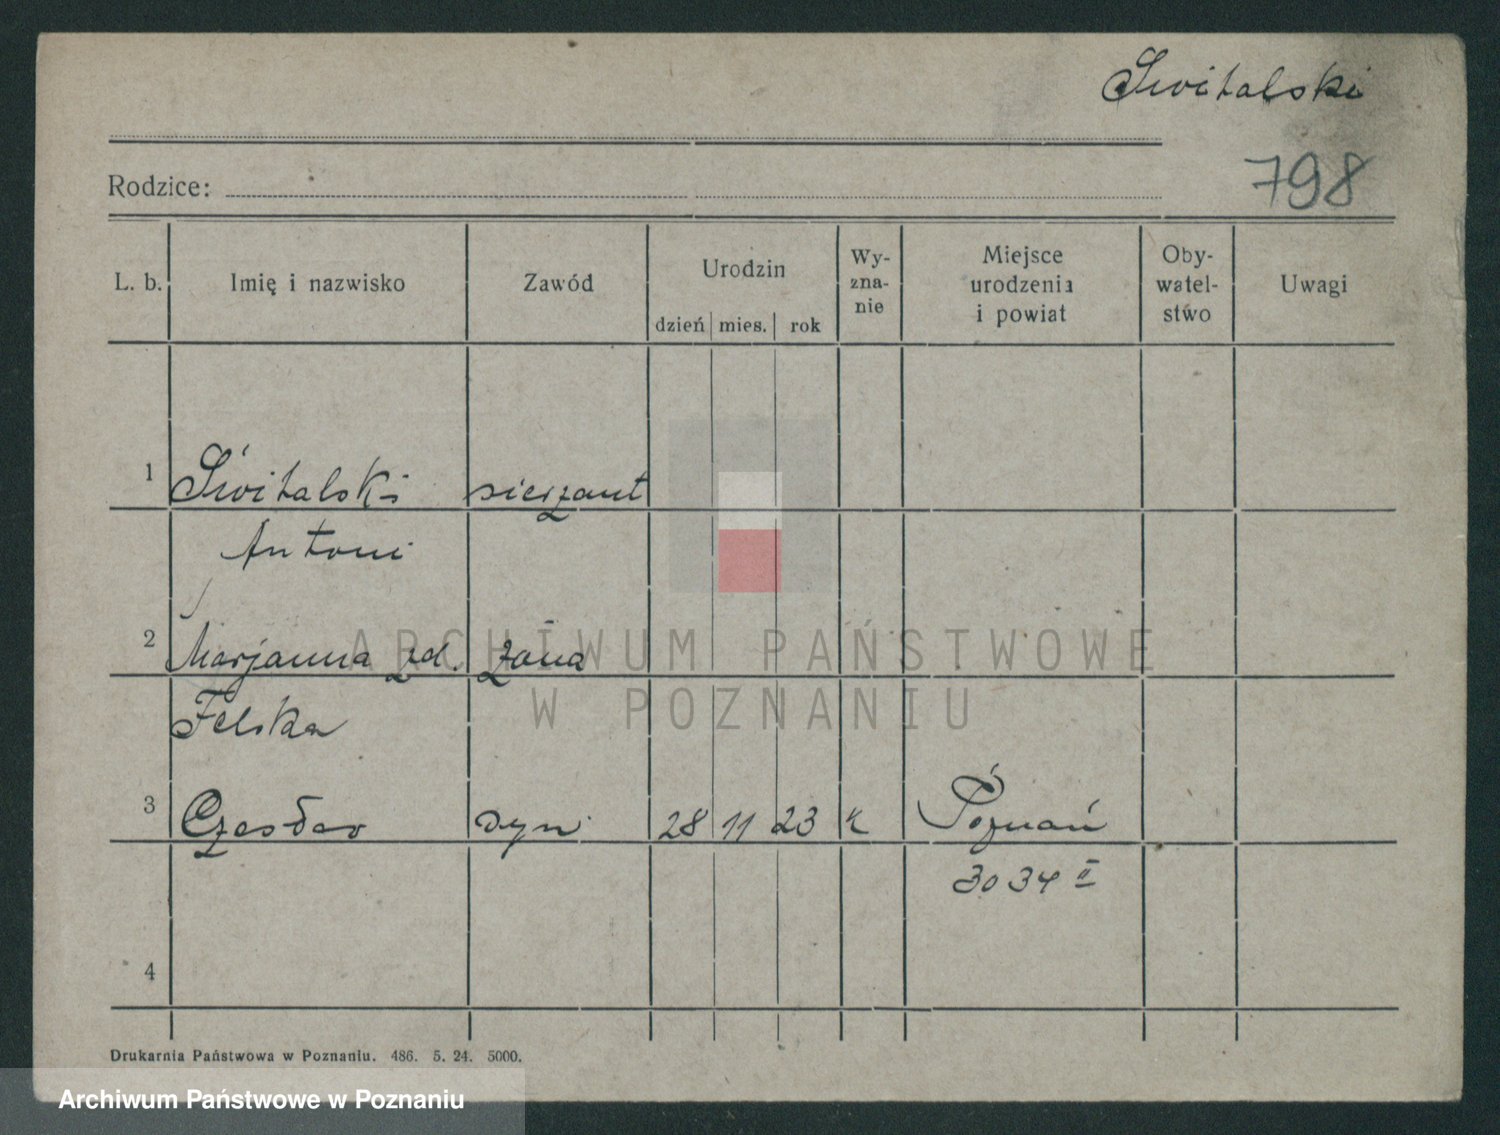 Świtalski
798
Rodzice:
L. b. Imię i nazwisko Zawód Urodzin dzień mies. rok Wy-zna-nie Miejsce urodzenia i powiat Oby-watel-stwo Uwagi
1 Świtalski sierżant
Antoni
2 Marjanna zd. żona
Felska
3 Czesław syn 28 11 23 k Poznań
3034 II
4
Drukarnia Państwowa w Poznaniu. 486. 5. 24. 5000.
ARCHIWUM PAŃSTWOWE
W POZNANIU
Archiwum Państwowe w Poznaniu